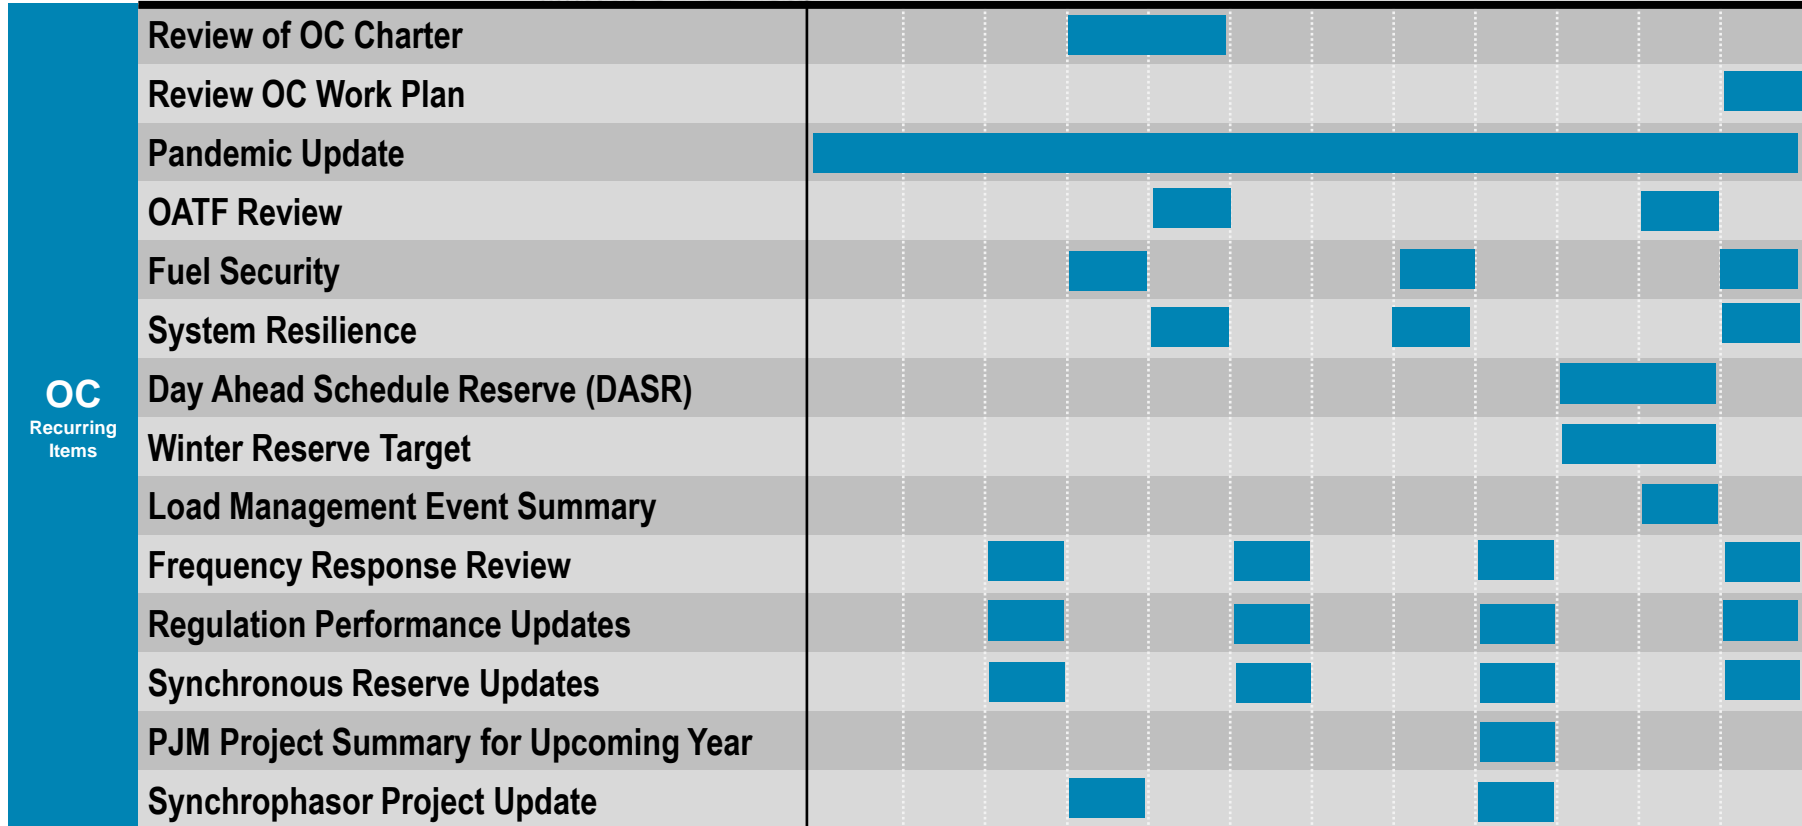 Review of OC Charter
Review OC Work Plan
Pandemic Update
OATF Review
Fuel Security
System Resilience
Day Ahead Schedule Reserve (DASR)
Winter Reserve Target
Load Management Event Summary
Frequency Response Review
Regulation Performance Updates
Synchronous Reserve Updates
PJM Project Summary for Upcoming Year
Synchrophasor Project Update
OC
Recurring
Items